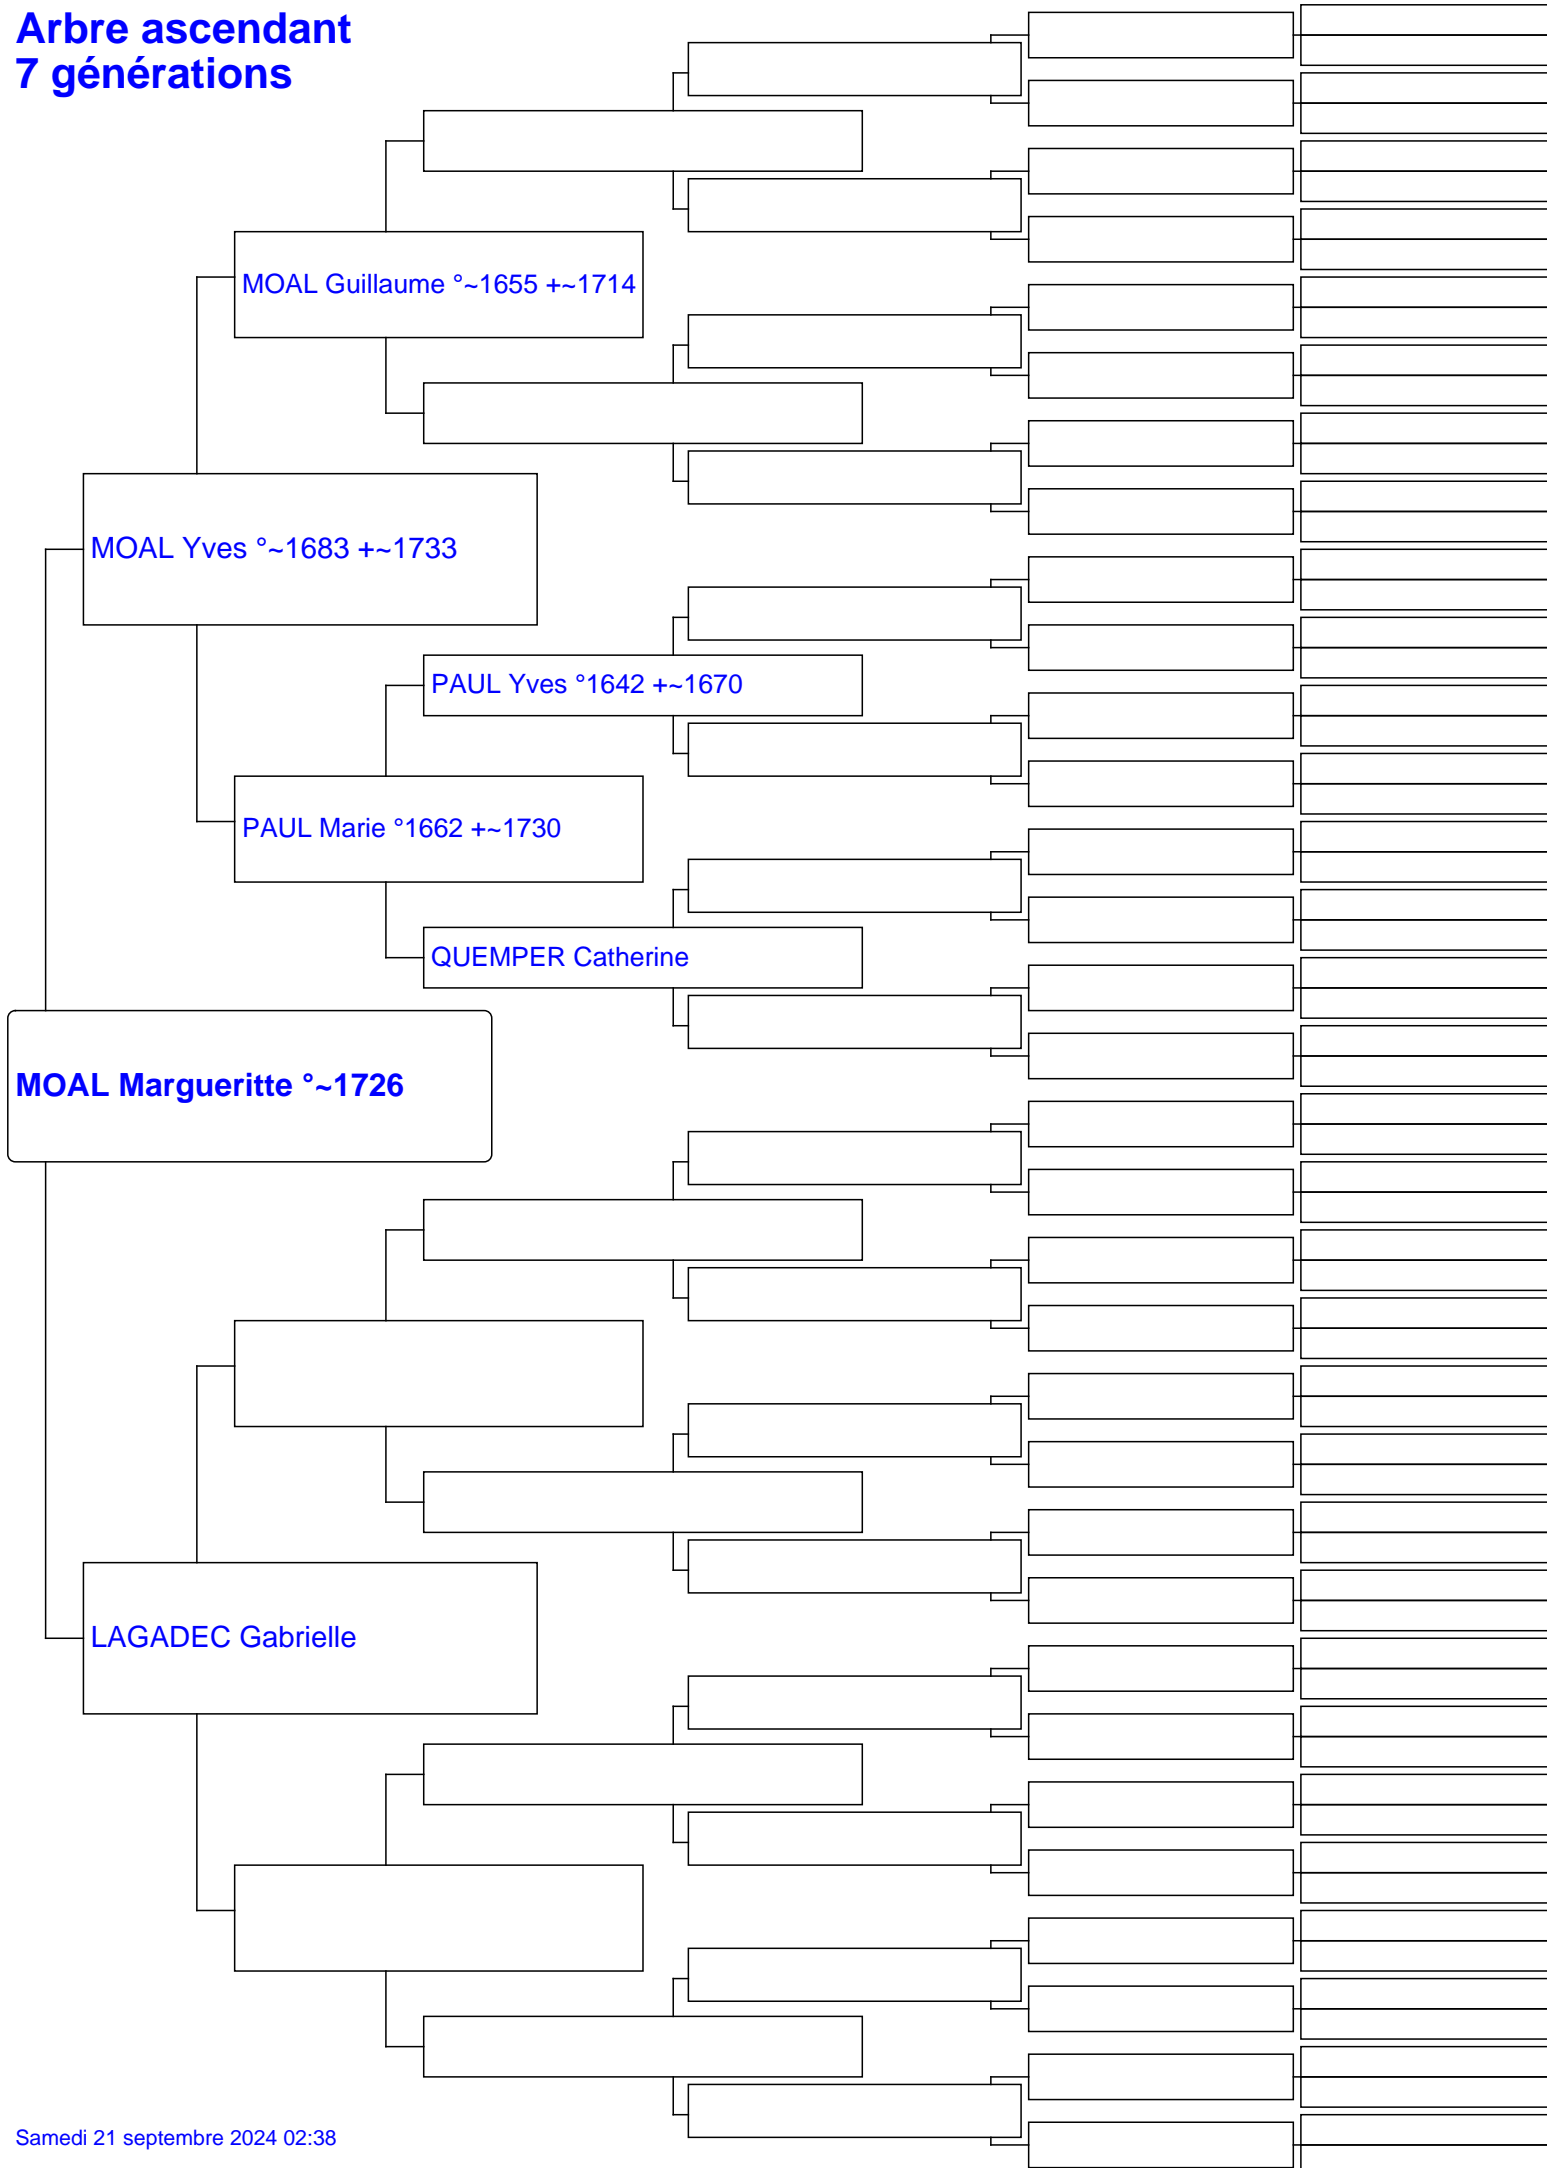 Arbre ascendant
7 générations
MOAL Guillaume °~1655 +~1714
MOAL Yves °~1683 +~1733
PAUL Yves °1642 +~1670
PAUL Marie °1662 +~1730
QUEMPER Catherine
MOAL Margueritte °~1726
LAGADEC Gabrielle
Samedi 21 septembre 2024 02:38